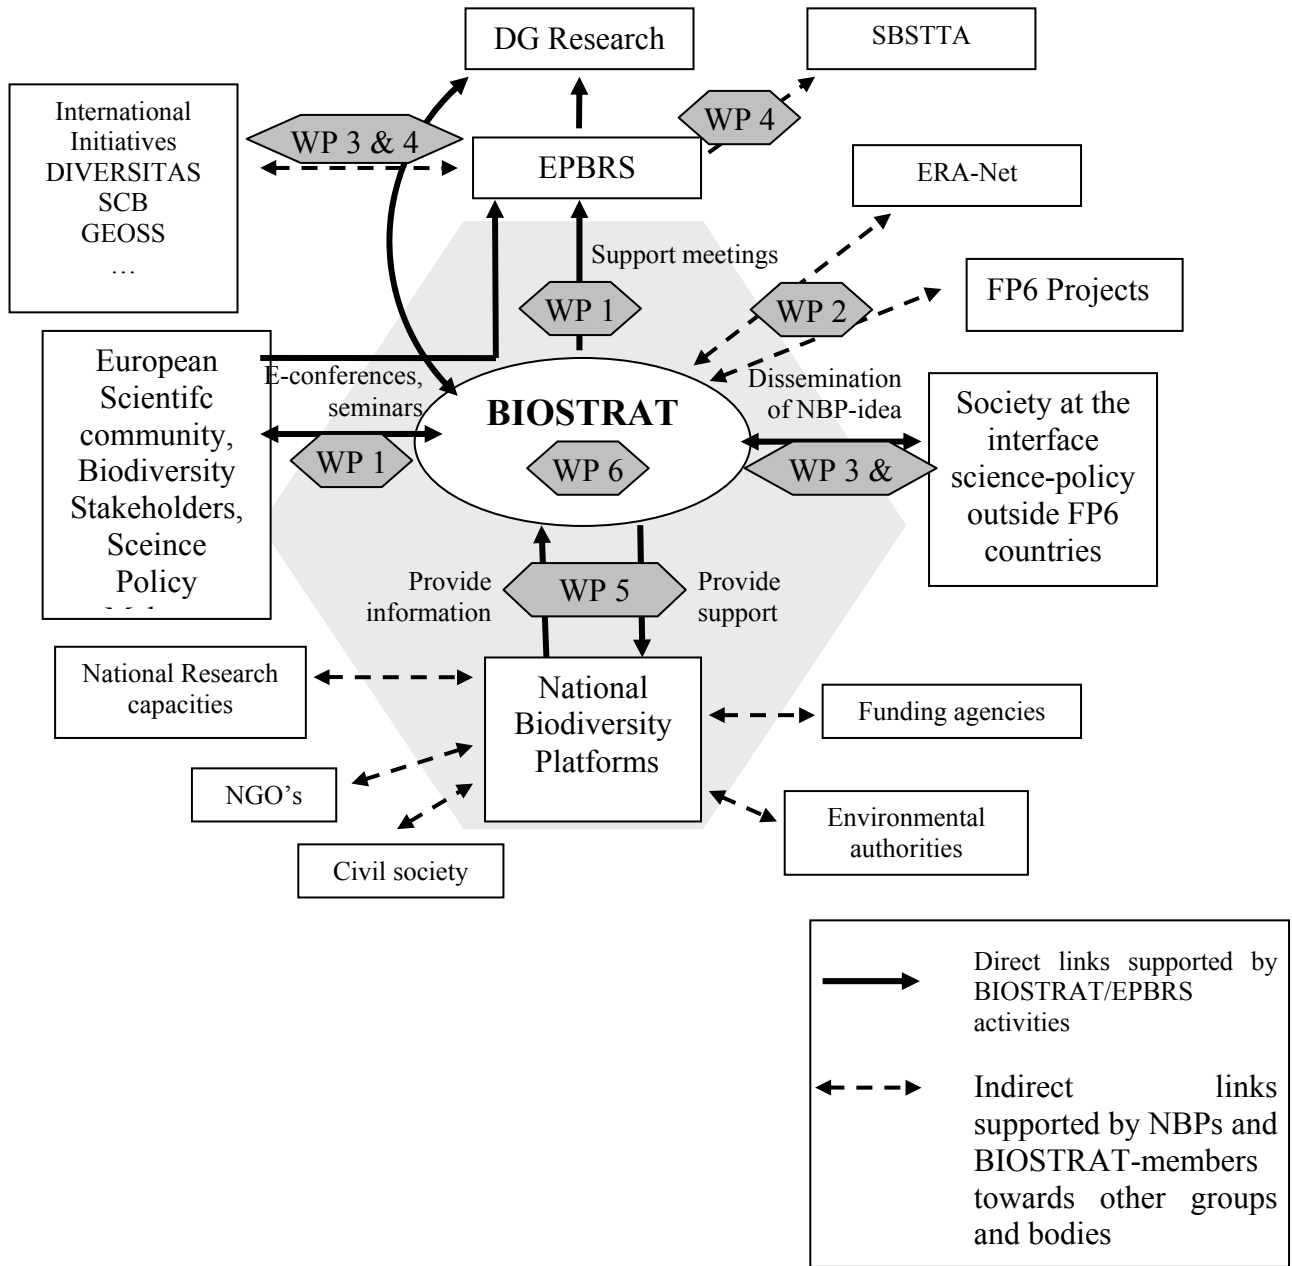 DG Research
SBSTTA
International
Initiatives
DIVERSITAS
SCB
GEOSS
…
WP 3 & 4
WP 4
EPBRS
ERA-Net
Support meetings
FP6 Projects
WP 1
WP 2
European
Scientifc
community,
Biodiversity
Stakeholders,
Sceince
Policy
E-conferences,
seminars
WP 1
BIOSTRAT
WP 6
Dissemination
of NBP-idea
WP 3 &
Society at the
interface
science-policy
outside FP6
countries
Provide
information
WP 5
Provide
support
National Research
capacities
National
Biodiversity
Platforms
Funding agencies
NGO’s
Environmental
authorities
Civil society
Direct links supported by
BIOSTRAT/EPBRS
activities
Indirect links
supported by NBPs and
BIOSTRAT-members
towards other groups
and bodies